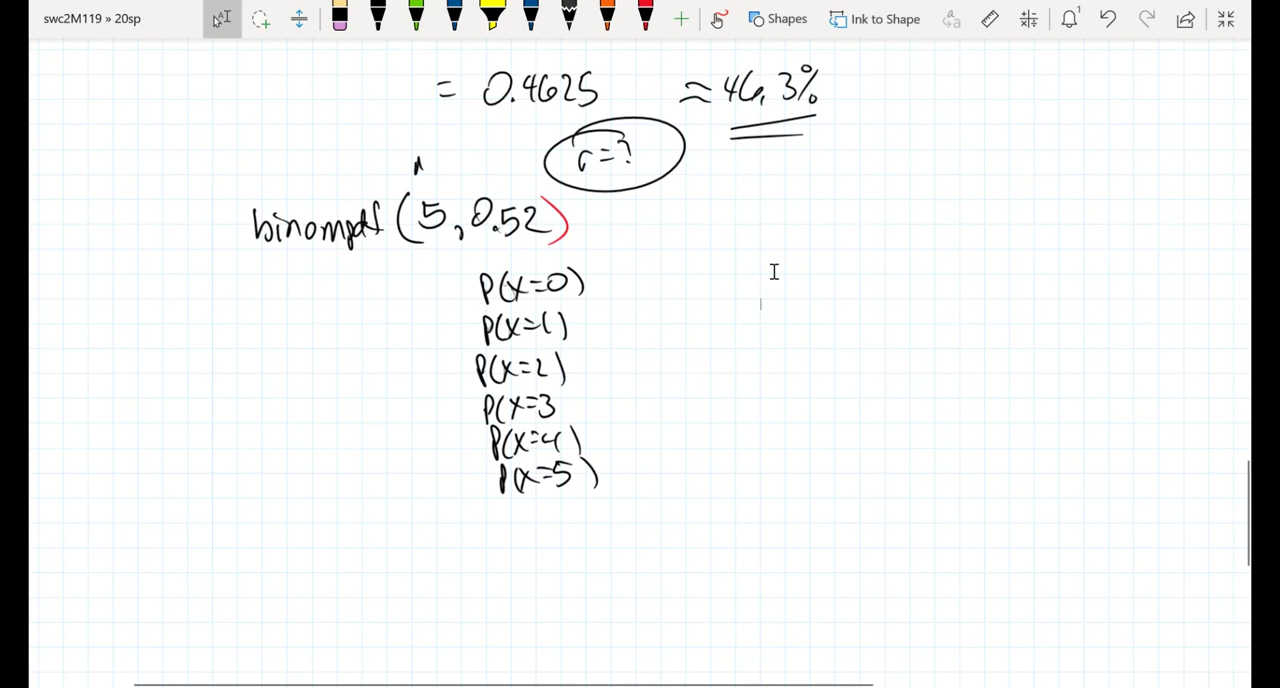 swc2M119 » 20sp
Shapes
Ink to Shape
= 0.4625 ≈ 46.3%
r=?
n
binompdf (5, 0.52)
P(x=0)
P(x=1)
P(x=2)
P(x=3
P(x=4)
P(x=5)